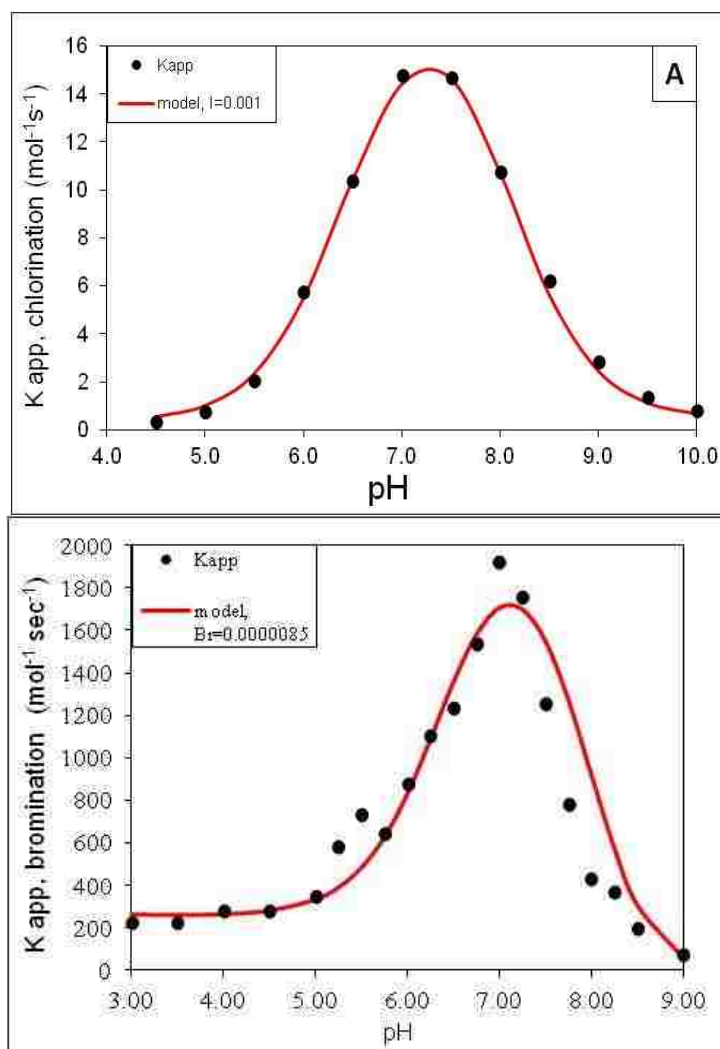 K app, chlorination (mol⁻¹s⁻¹)
16
14
12
10
8
6
4
2
0
Kapp
model, I=0.001
A
4.0 5.0 6.0 7.0 8.0 9.0 10.0
pH
K app, bromination (mol⁻¹ sec⁻¹)
2000
1800
1600
1400
1200
1000
800
600
400
200
0
Kapp
model,
Br=0.0000085
3.00 4.00 5.00 6.00 7.00 8.00 9.00
pH